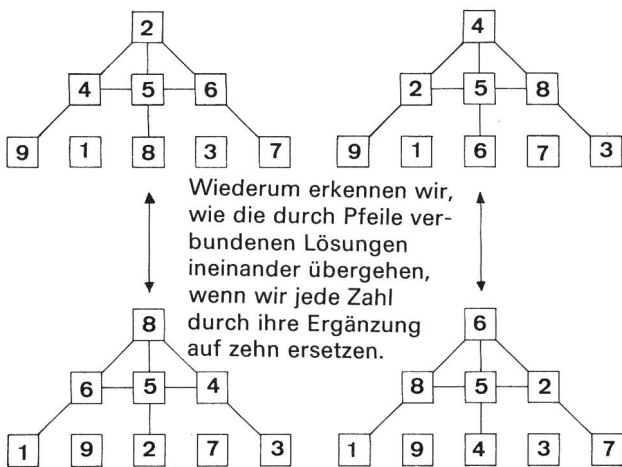 2 4
4 5 6 2 5 8
9 1 8 3 7 9 1 6 7 3
Wiederum erkennen wir,
wie die durch Pfeile ver-
bundenen Lösungen
ineinander übergehen,
wenn wir jede Zahl
durch ihre Ergänzung
auf zehn ersetzen.
8 6
6 5 4 8 5 2
1 9 2 7 3 1 9 4 3 7